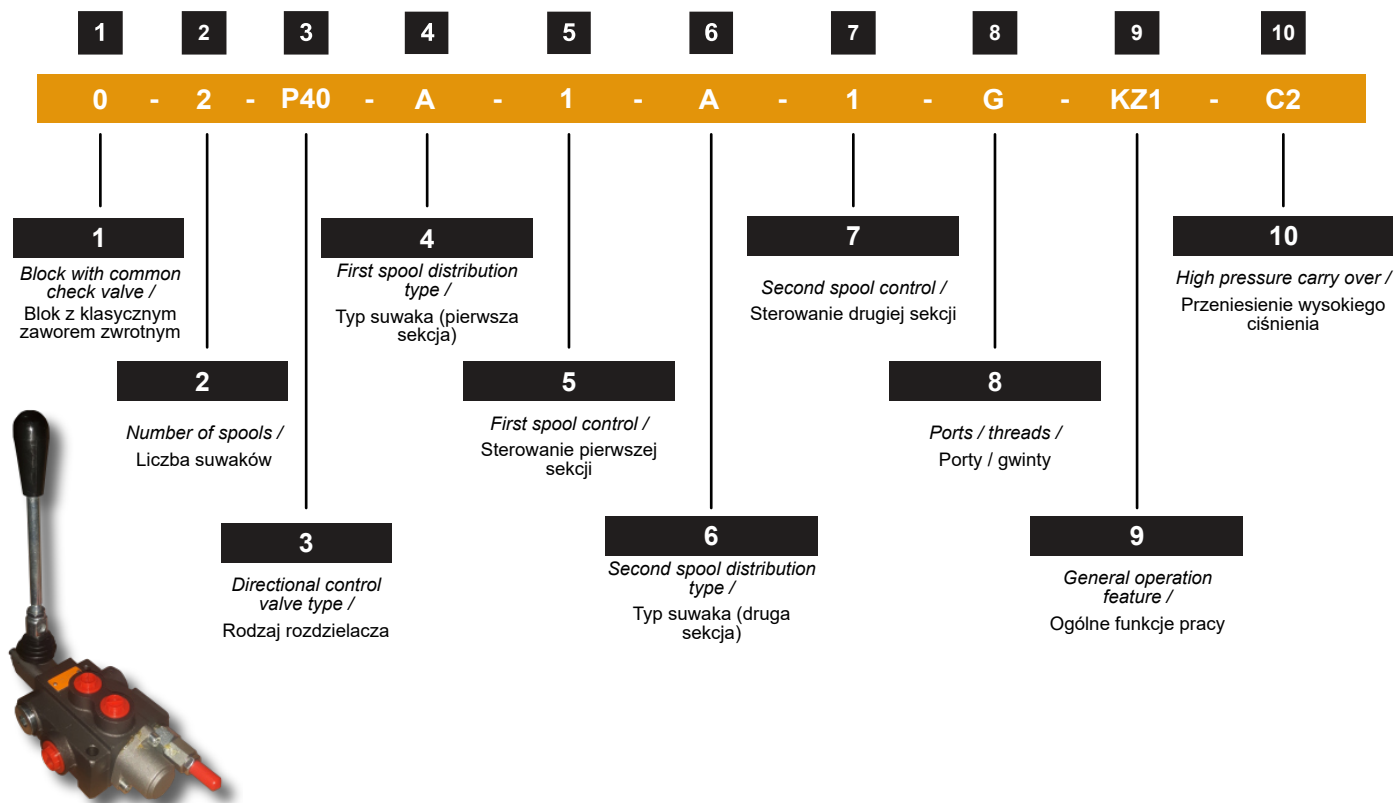 1 2 3 4 5 6 7 8 9 10
0 - 2 - P40 - A - 1 - A - 1 - G - KZ1 - C2
1
Block with common
check valve /
Blok z klasycznym
zaworem zwrotnym
4
First spool distribution
type /
Typ suwaka (pierwsza
sekcja)
7
Second spool control /
Sterowanie drugiej sekcji
10
High pressure carry over /
Przeniesienie wysokiego
ciśnienia
2
Number of spools /
Liczba suwaków
5
First spool control /
Sterowanie pierwszej
sekcji
8
Ports / threads /
Porty / gwinty
3
Directional control
valve type /
Rodzaj rozdzielacza
6
Second spool distribution
type /
Typ suwaka (druga
sekcja)
9
General operation
feature /
Ogólne funkcje pracy